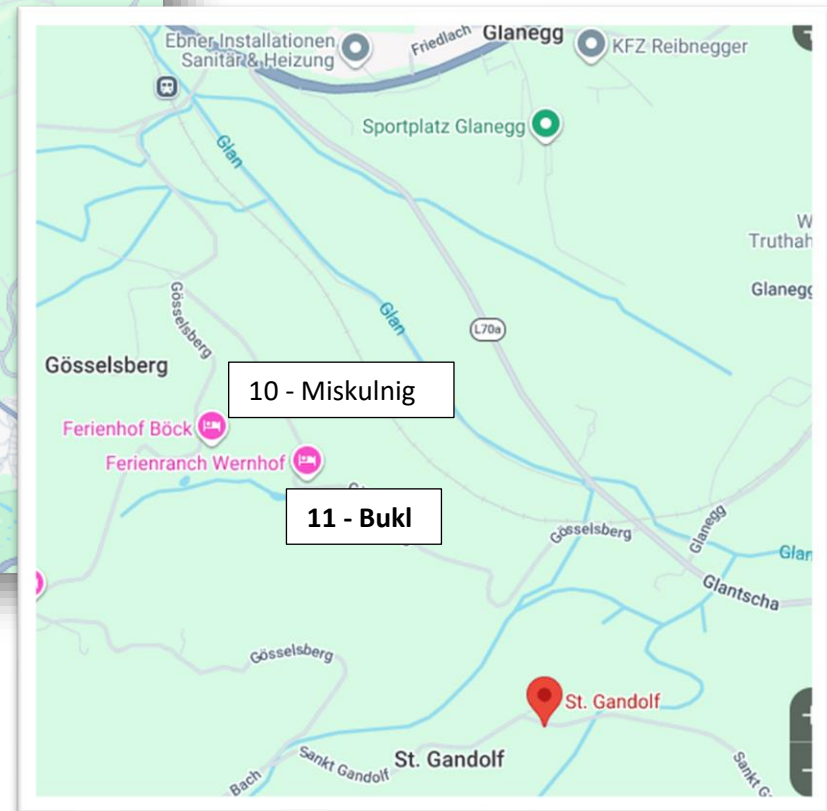 Ebner Installationen
Sanitär & Heizung
Friedlach
Glanegg
KFZ Reibnegger
Sportplatz Glanegg
Glan
W
Truthah
Glanegg
Gösselsberg
Glan
L70a
Gösselsberg
10 - Miskulnig
Ferienhof Böck
Ferienranch Wernhof
11 - Bukl
Gösselsberg
Glanegg
Glan
Glantscha
Gösselsberg
St. Gandolf
Sankt Gandolf
St. Gandolf
Bach
Sankt G